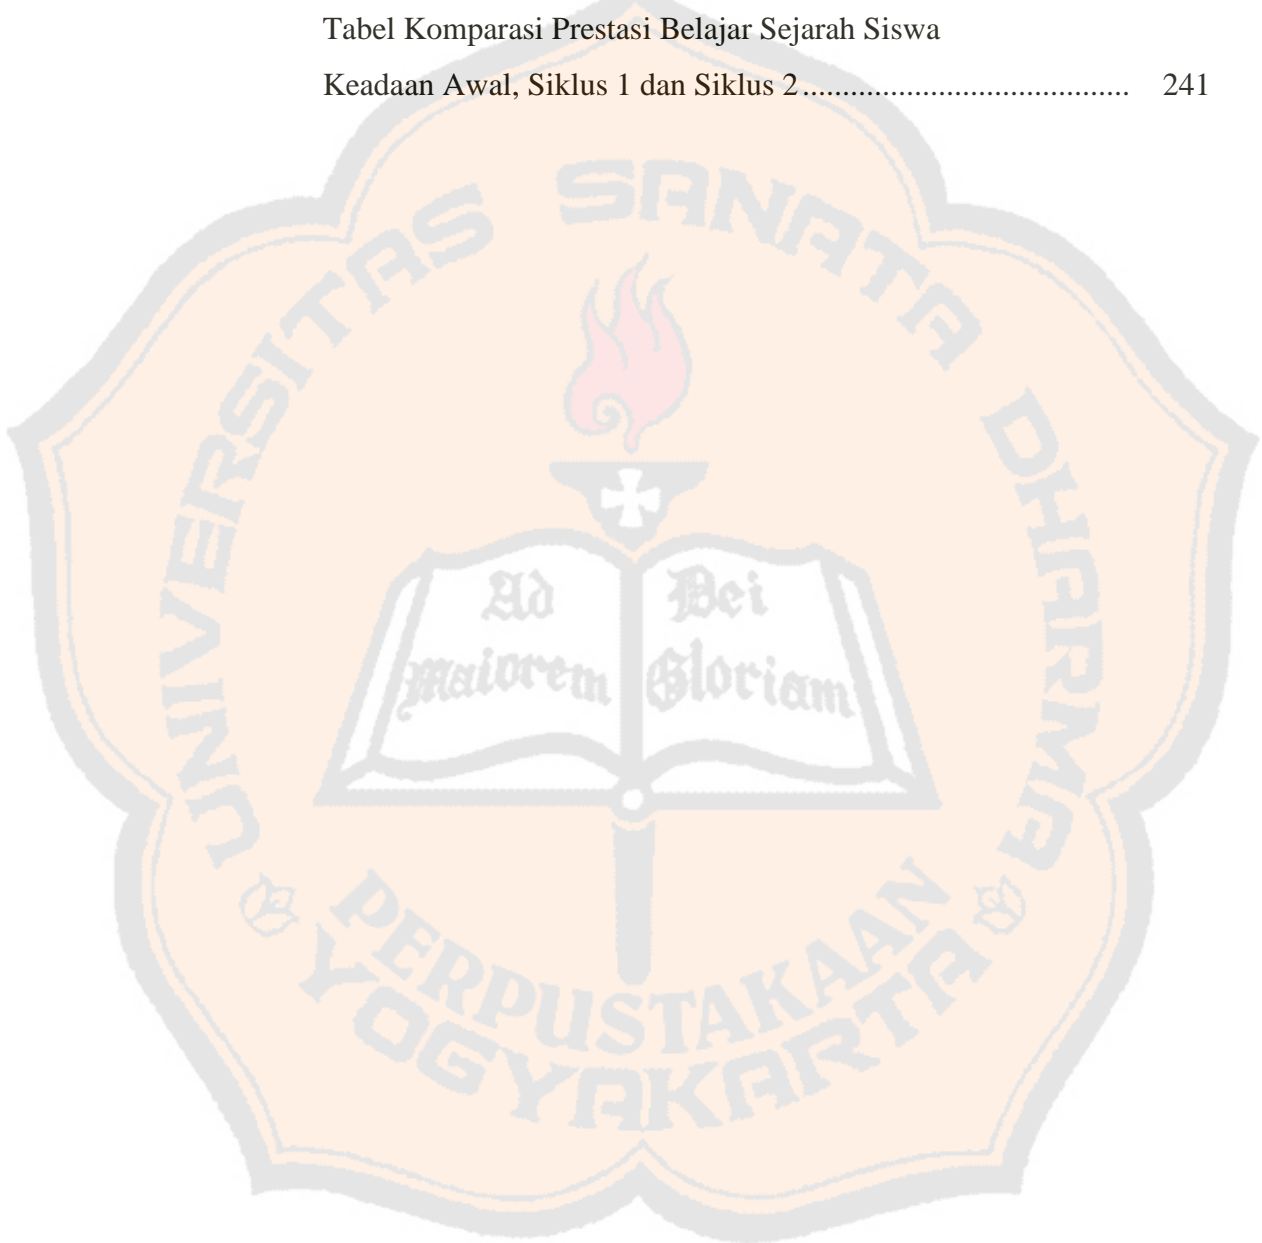 Tabel Komparasi Prestasi Belajar Sejarah Siswa
Keadaan Awal, Siklus 1 dan Siklus 2.......................................... 241
UNIVERSITAS SANATA DHARMA
Ad Dei
maiorem Gloriam
PERPUSTAKAAN
YOGYAKARTA